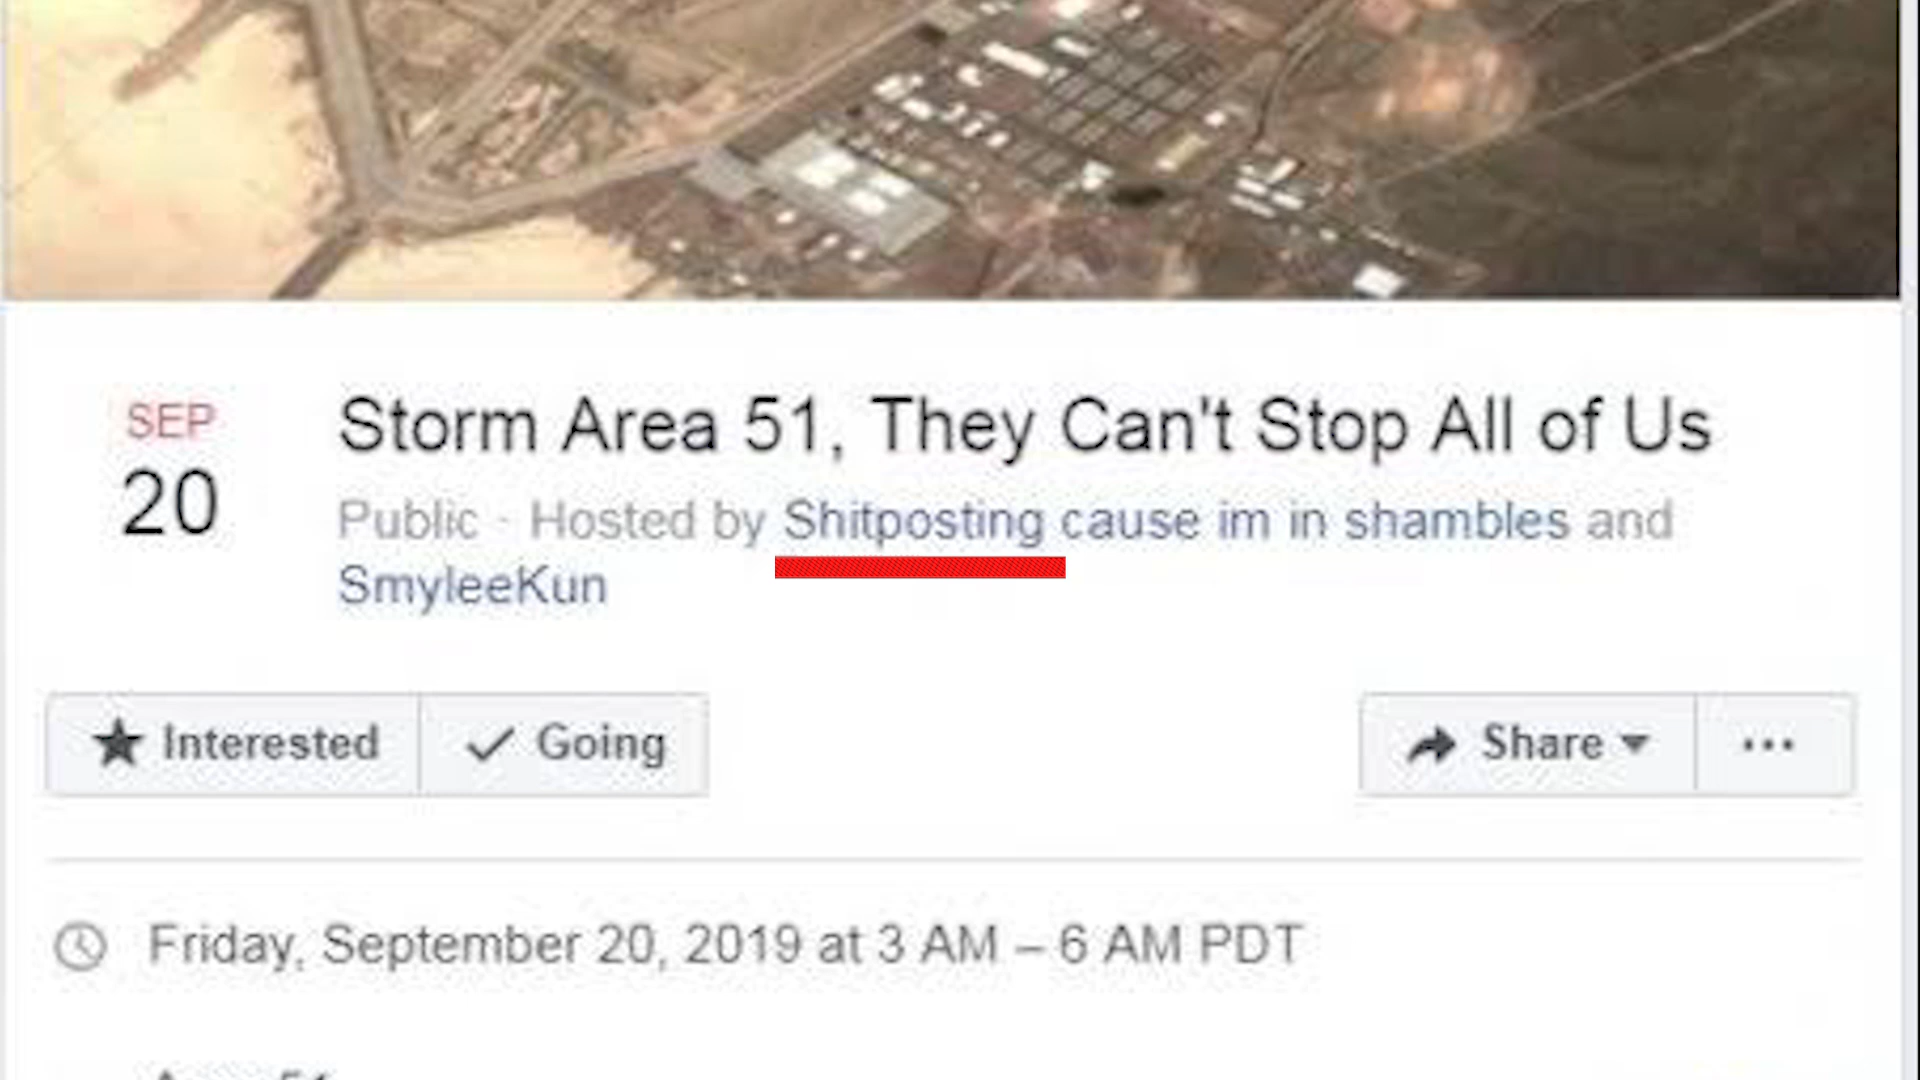 SEP
20
Storm Area 51, They Can't Stop All of Us
Public · Hosted by Shitposting cause im in shambles and
SmyleeKun
Interested
Going
Share
...
Friday, September 20, 2019 at 3 AM – 6 AM PDT